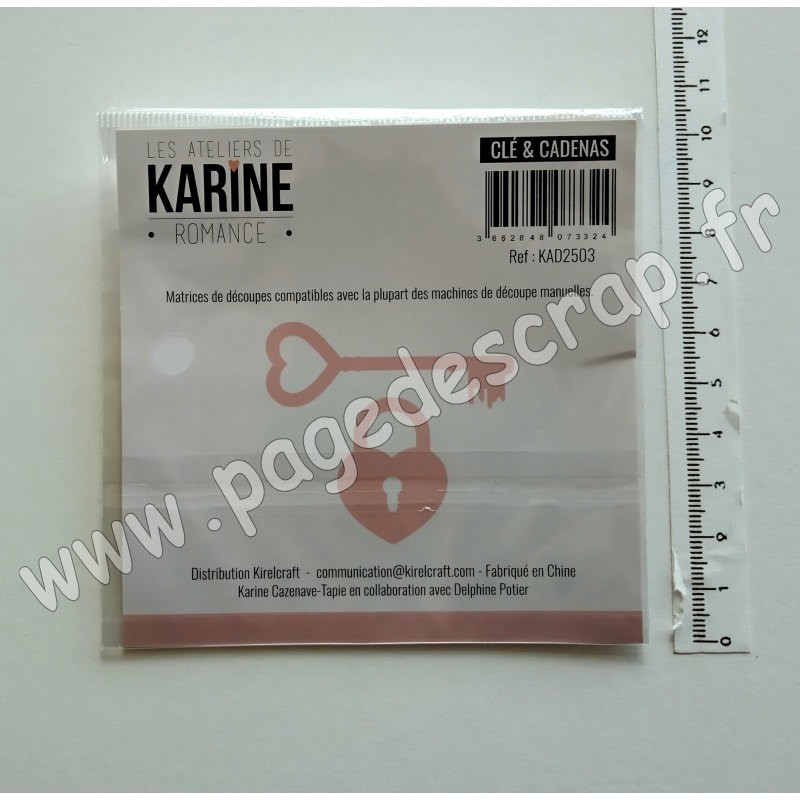 LES ATELIERS DE
KARINE
• ROMANCE •
CLÉ & CADENAS
3 662848 073324
Ref : KAD2503
Matrices de découpes compatibles avec la plupart des machines de découpe manuelles.
www.pagedescrap.fr
Distribution Kirelcraft - communication@kirelcraft.com - Fabriqué en Chine
Karine Cazenave-Tapie en collaboration avec Delphine Potier
12
11
10
9
8
7
6
5
4
3
2
1
0